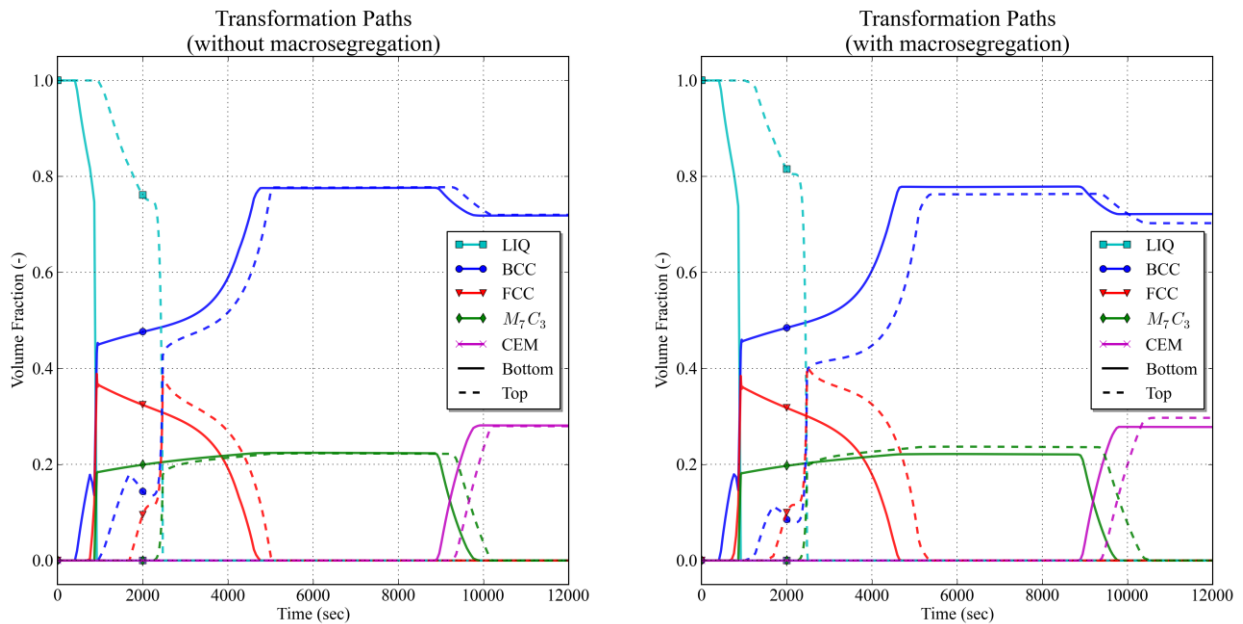 Transformation Paths
(without macrosegregation)
1.0
0.8
0.6
0.4
0.2
0.0
Volume Fraction (-)
LIQ
BCC
FCC
M₇C₃
CEM
Bottom
Top
0 2000 4000 6000 8000 10000 12000
Time (sec)
Transformation Paths
(with macrosegregation)
1.0
0.8
0.6
0.4
0.2
0.0
Volume Fraction (-)
LIQ
BCC
FCC
M₇C₃
CEM
Bottom
Top
0 2000 4000 6000 8000 10000 12000
Time (sec)